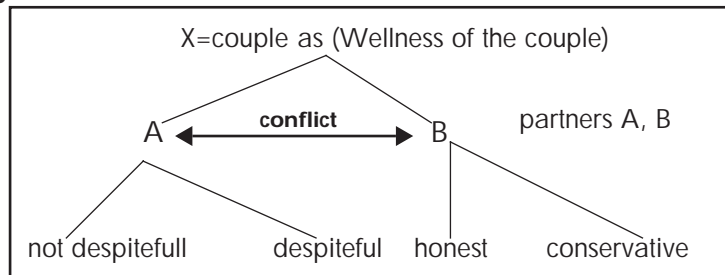 X=couple as (Wellness of the couple)
conflict
A B partners A, B
not despitefull despiteful honest conservative